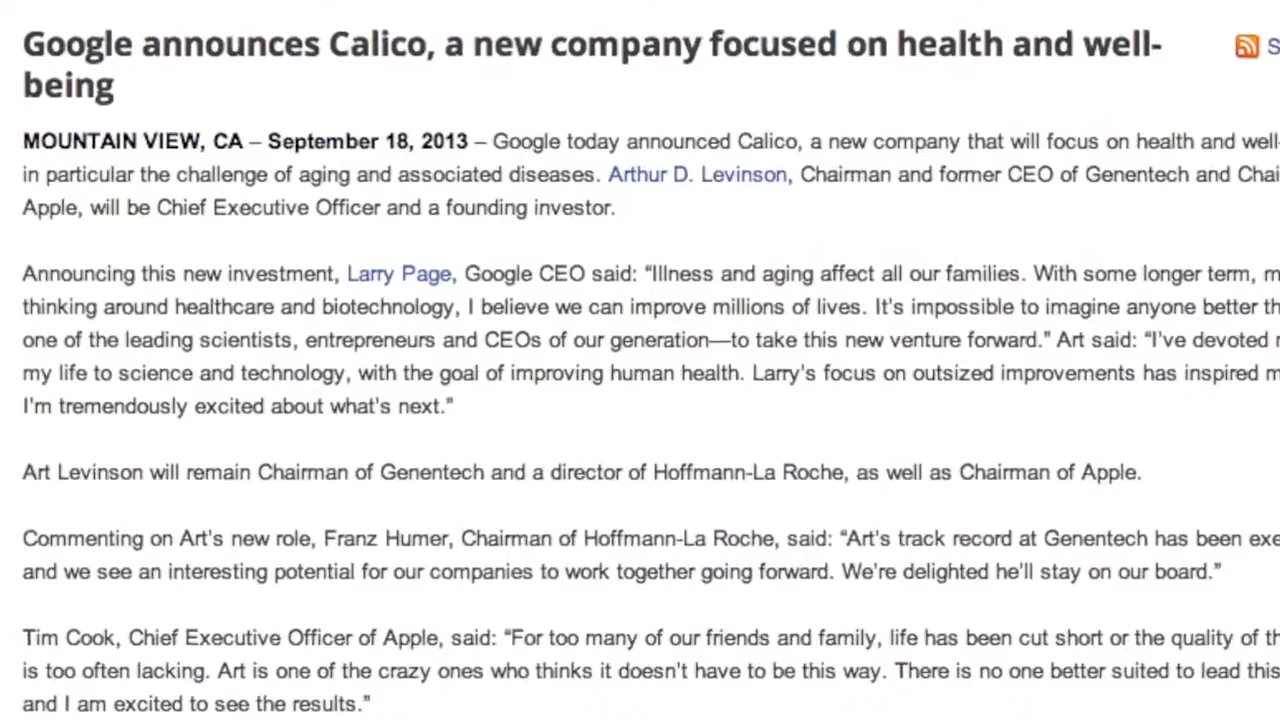 Google announces Calico, a new company focused on health and well-
being
S
MOUNTAIN VIEW, CA – September 18, 2013 – Google today announced Calico, a new company that will focus on health and well-
in particular the challenge of aging and associated diseases. Arthur D. Levinson, Chairman and former CEO of Genentech and Chai
Apple, will be Chief Executive Officer and a founding investor.
Announcing this new investment, Larry Page, Google CEO said: “Illness and aging affect all our families. With some longer term, m
thinking around healthcare and biotechnology, I believe we can improve millions of lives. It's impossible to imagine anyone better th
one of the leading scientists, entrepreneurs and CEOs of our generation—to take this new venture forward.” Art said: “I've devoted
my life to science and technology, with the goal of improving human health. Larry's focus on outsized improvements has inspired m
I'm tremendously excited about what's next.”
Art Levinson will remain Chairman of Genentech and a director of Hoffmann-La Roche, as well as Chairman of Apple.
Commenting on Art's new role, Franz Humer, Chairman of Hoffmann-La Roche, said: “Art's track record at Genentech has been exe
and we see an interesting potential for our companies to work together going forward. We're delighted he'll stay on our board.”
Tim Cook, Chief Executive Officer of Apple, said: “For too many of our friends and family, life has been cut short or the quality of th
is too often lacking. Art is one of the crazy ones who thinks it doesn't have to be this way. There is no one better suited to lead this
and I am excited to see the results.”